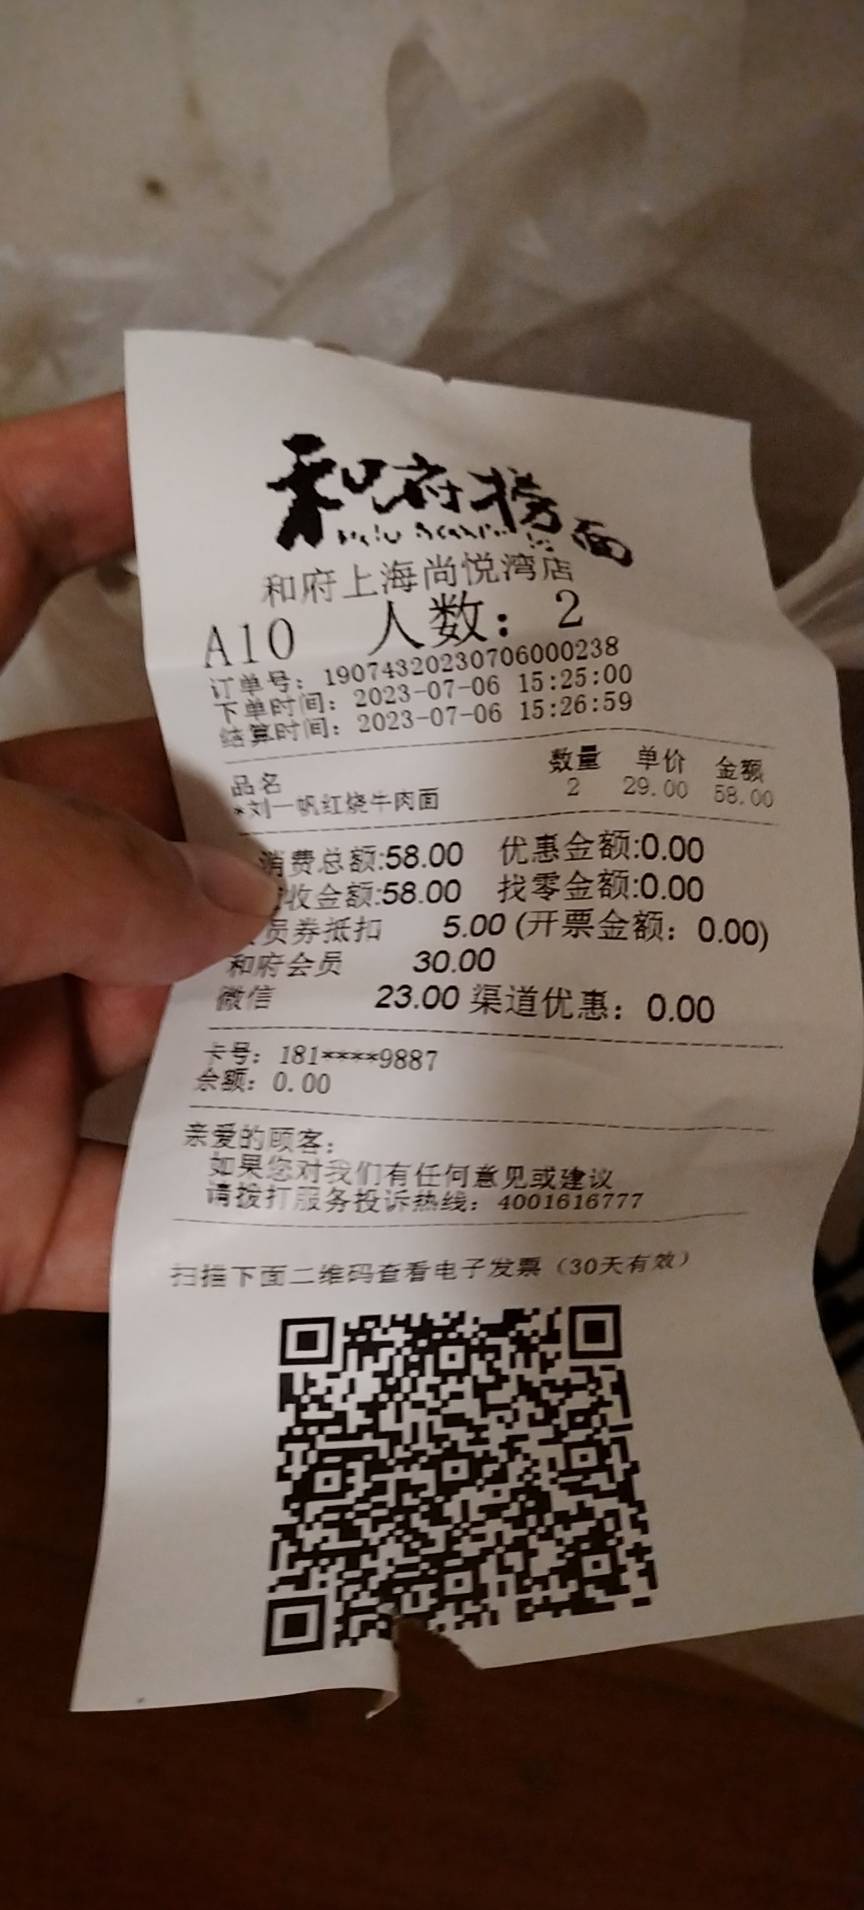 和府捞面
和府上海尚悦湾店
A10 人数：2
订单号：19074320230706000238
下单时间：2023-07-06 15:25:00
结算时间：2023-07-06 15:26:59
品名 数量 单价 金额
*刘一帆红烧牛肉面 2 29.00 58.00
消费总额:58.00 优惠金额:0.00
收金额:58.00 找零金额:0.00
员券抵扣 5.00 (开票金额：0.00)
和府会员 30.00
微信 23.00 渠道优惠：0.00
卡号：181****9887
余额：0.00
亲爱的顾客：
如果您对我们有任何意见或建议
请拨打服务投诉热线：4001616777
扫描下面二维码查看电子发票（30天有效）